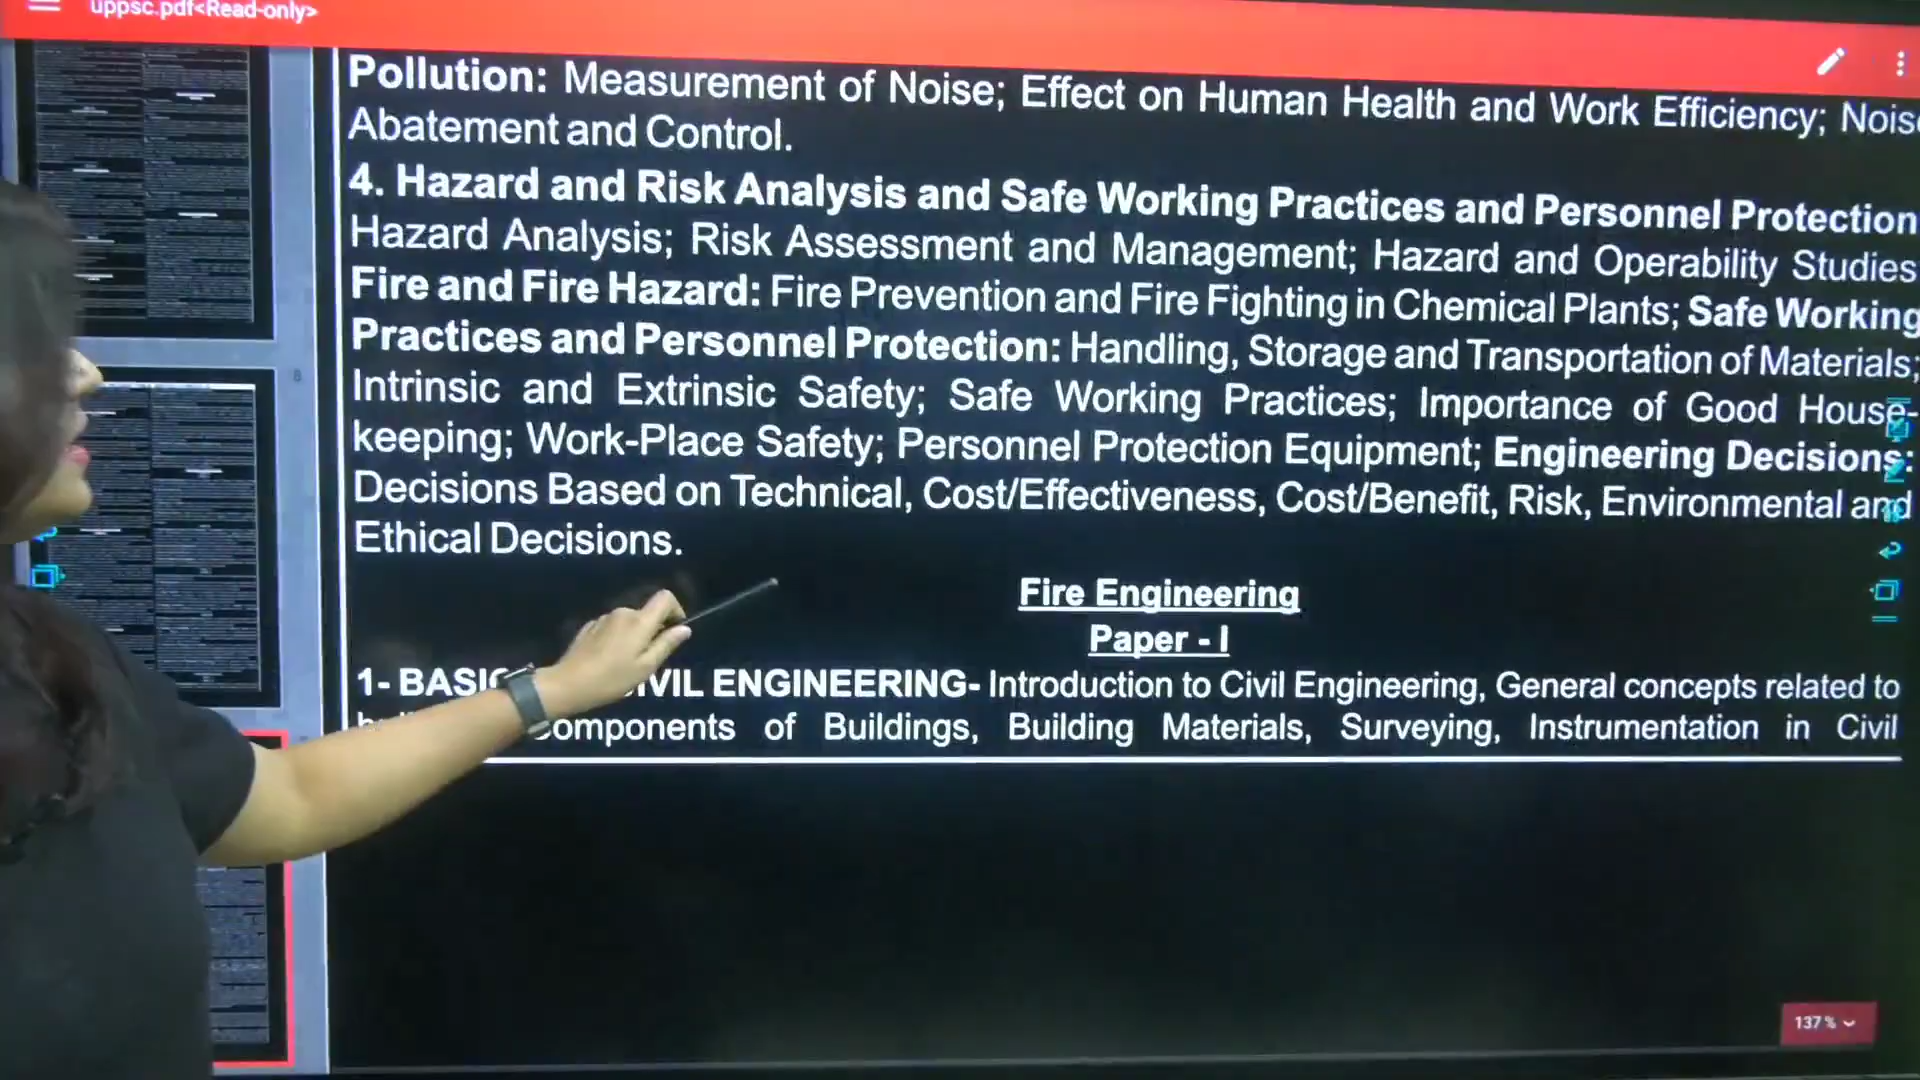 uppsc.pdf<Read-only>
Pollution: Measurement of Noise; Effect on Human Health and Work Efficiency; Nois
Abatement and Control.
4. Hazard and Risk Analysis and Safe Working Practices and Personnel Protection
Hazard Analysis; Risk Assessment and Management; Hazard and Operability Studies
Fire and Fire Hazard: Fire Prevention and Fire Fighting in Chemical Plants; Safe Working
Practices and Personnel Protection: Handling, Storage and Transportation of Materials;
Intrinsic and Extrinsic Safety; Safe Working Practices; Importance of Good House-
keeping; Work-Place Safety; Personnel Protection Equipment; Engineering Decisions:
Decisions Based on Technical, Cost/Effectiveness, Cost/Benefit, Risk, Environmental and
Ethical Decisions.
Fire Engineering
Paper - I
1- BASIC IVIL ENGINEERING- Introduction to Civil Engineering, General concepts related to
components of Buildings, Building Materials, Surveying, Instrumentation in Civil
8
137 %